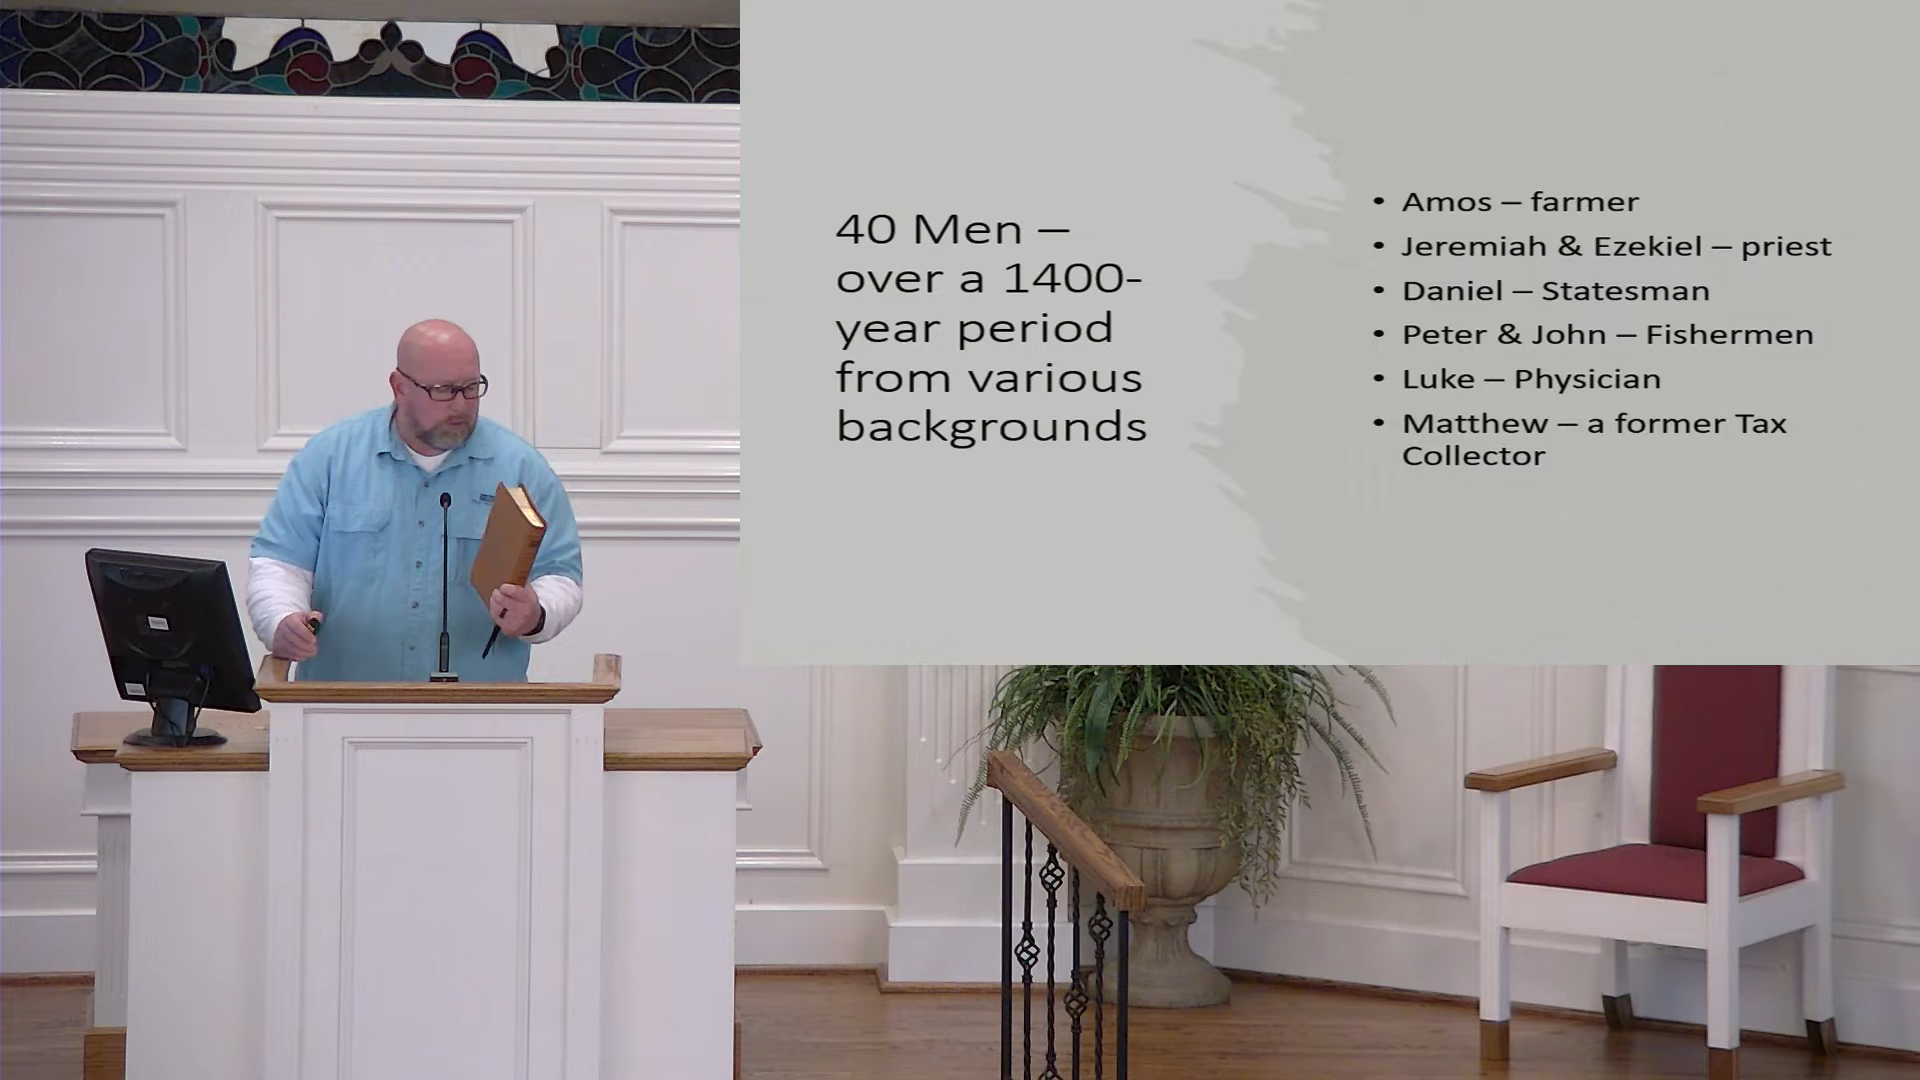 40 Men –
over a 1400-
year period
from various
backgrounds
• Amos – farmer
• Jeremiah & Ezekiel – priest
• Daniel – Statesman
• Peter & John – Fishermen
• Luke – Physician
• Matthew – a former Tax
Collector